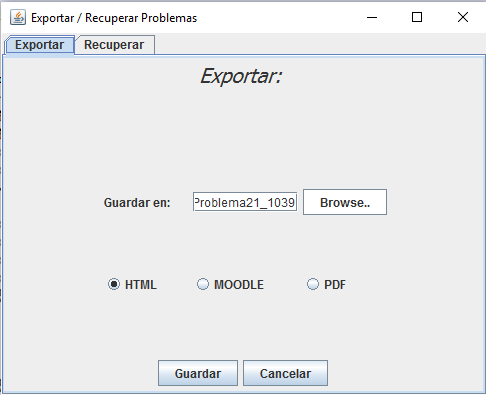 Exportar / Recuperar Problemas
Exportar Recuperar
Exportar:
Guardar en: Problema21_1039 Browse..
HTML MOODLE PDF
Guardar Cancelar